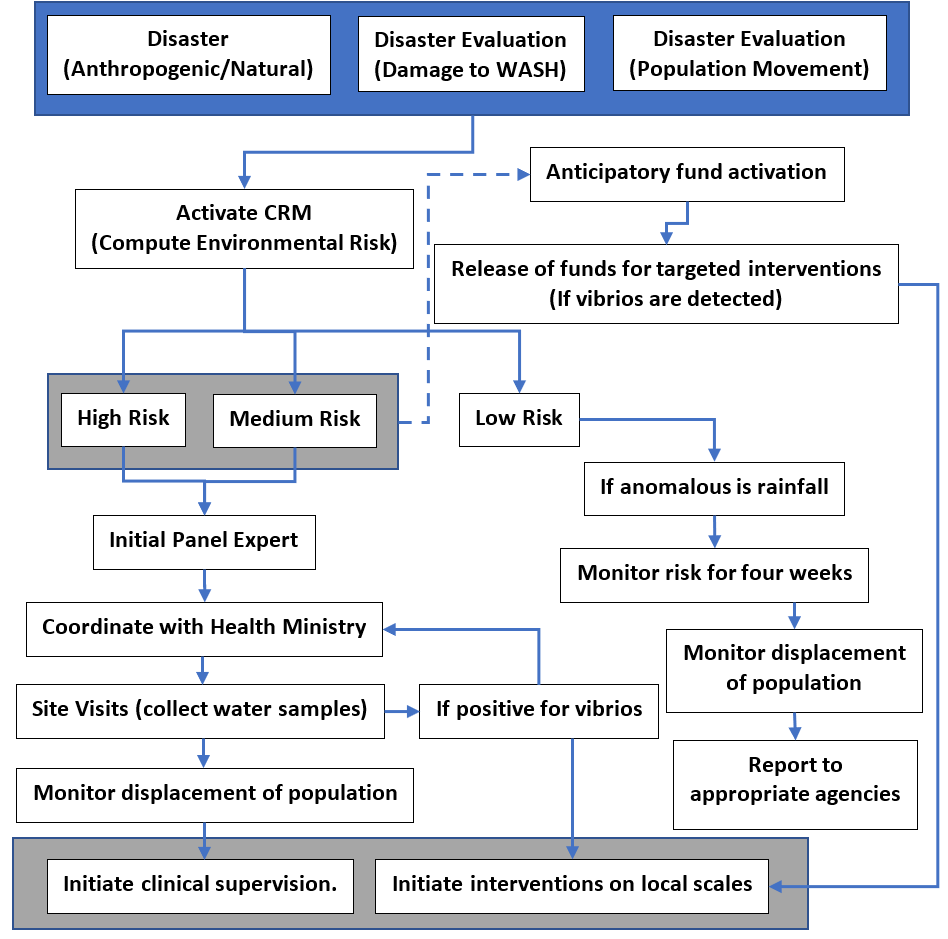 Disaster
(Anthropogenic/Natural)
Disaster Evaluation
(Damage to WASH)
Disaster Evaluation
(Population Movement)
Anticipatory fund activation
Activate CRM
(Compute Environmental Risk)
Release of funds for targeted interventions
(If vibrios are detected)
High Risk
Medium Risk
Low Risk
If anomalous is rainfall
Initial Panel Expert
Monitor risk for four weeks
Coordinate with Health Ministry
Monitor displacement
of population
Site Visits (collect water samples)
If positive for vibrios
Report to
appropriate agencies
Monitor displacement of population
Initiate clinical supervision.
Initiate interventions on local scales